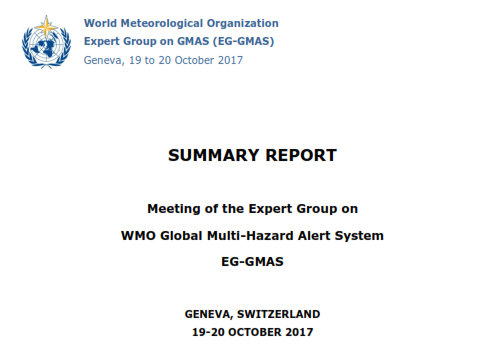 World Meteorological Organization
Expert Group on GMAS (EG-GMAS)
Geneva, 19 to 20 October 2017
SUMMARY REPORT
Meeting of the Expert Group on
WMO Global Multi-Hazard Alert System
EG-GMAS
GENEVA, SWITZERLAND
19-20 OCTOBER 2017